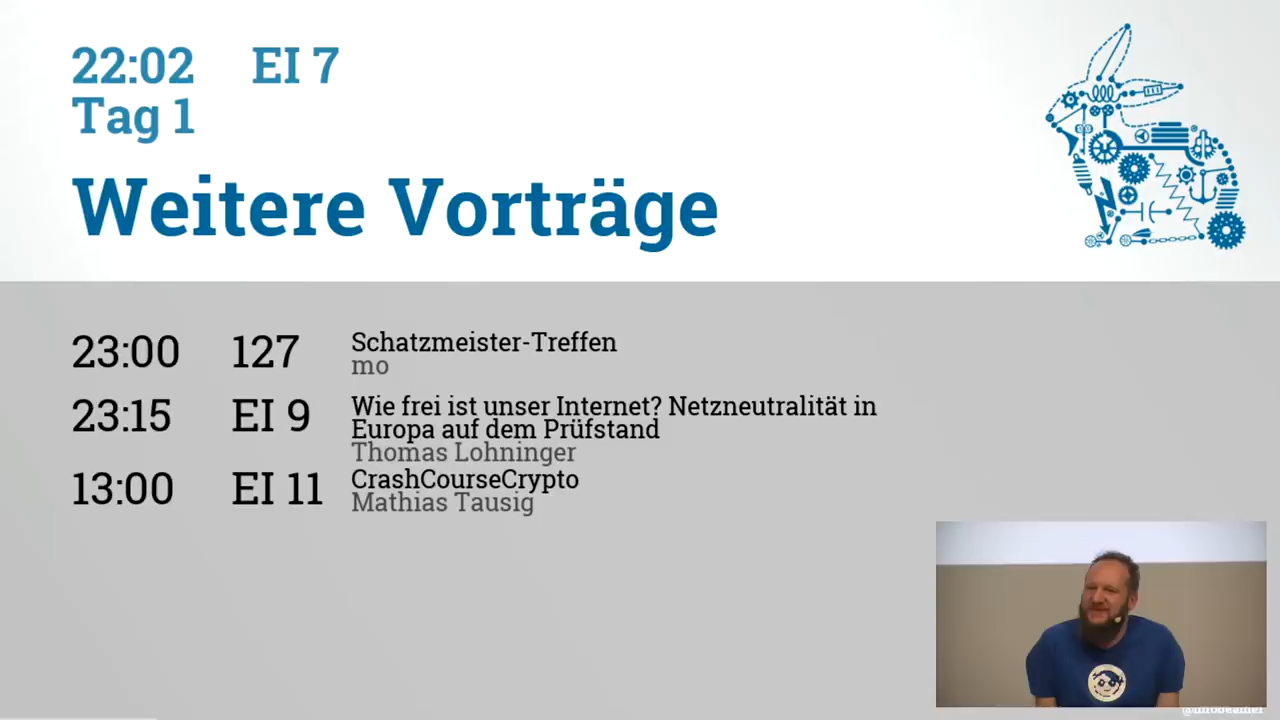 22:02 EI 7
Tag 1
Weitere Vorträge
23:00 127 Schatzmeister-Treffen
mo
23:15 EI 9 Wie frei ist unser Internet? Netzneutralität in
Europa auf dem Prüfstand
Thomas Lohninger
13:00 EI 11 CrashCourseCrypto
Mathias Tausig